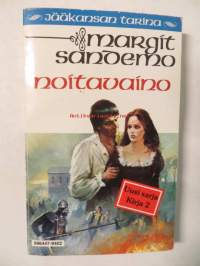 Jääkansan tarina
margit
sandemo
noitavaino
Uusi sarja
Kirja 2